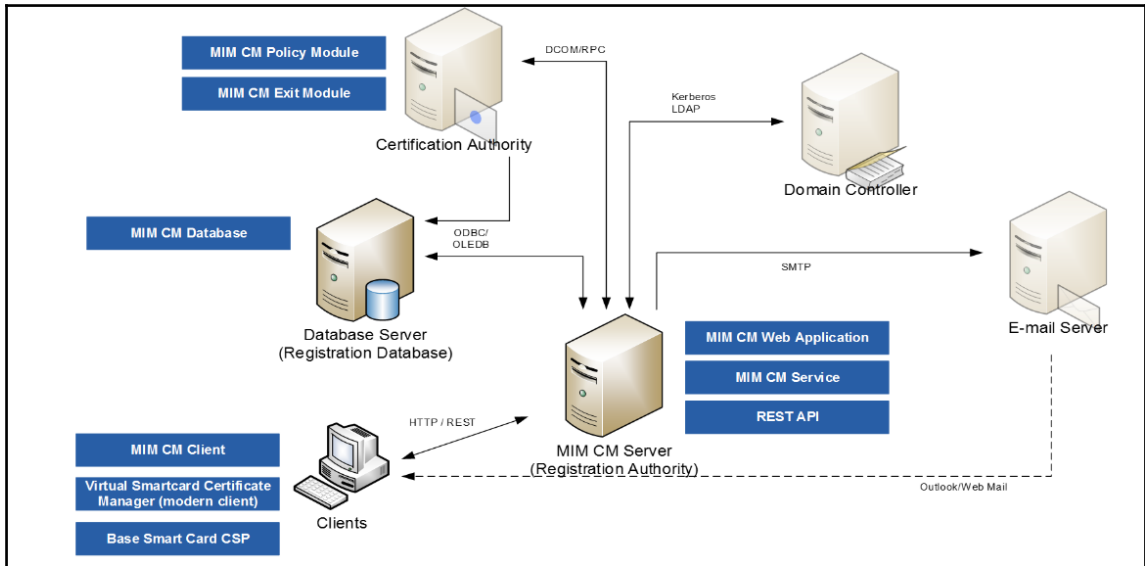 MIM CM Policy Module
MIM CM Exit Module
DCOM/RPC
Certification Authority
Kerberos
LDAP
Domain Controller
MIM CM Database
ODBC/
OLEDB
Database Server
(Registration Database)
SMTP
E-mail Server
MIM CM Web Application
MIM CM Service
REST API
MIM CM Server
(Registration Authority)
HTTP / REST
MIM CM Client
Virtual Smartcard Certificate
Manager (modern client)
Base Smart Card CSP
Clients
Outlook/Web Mail